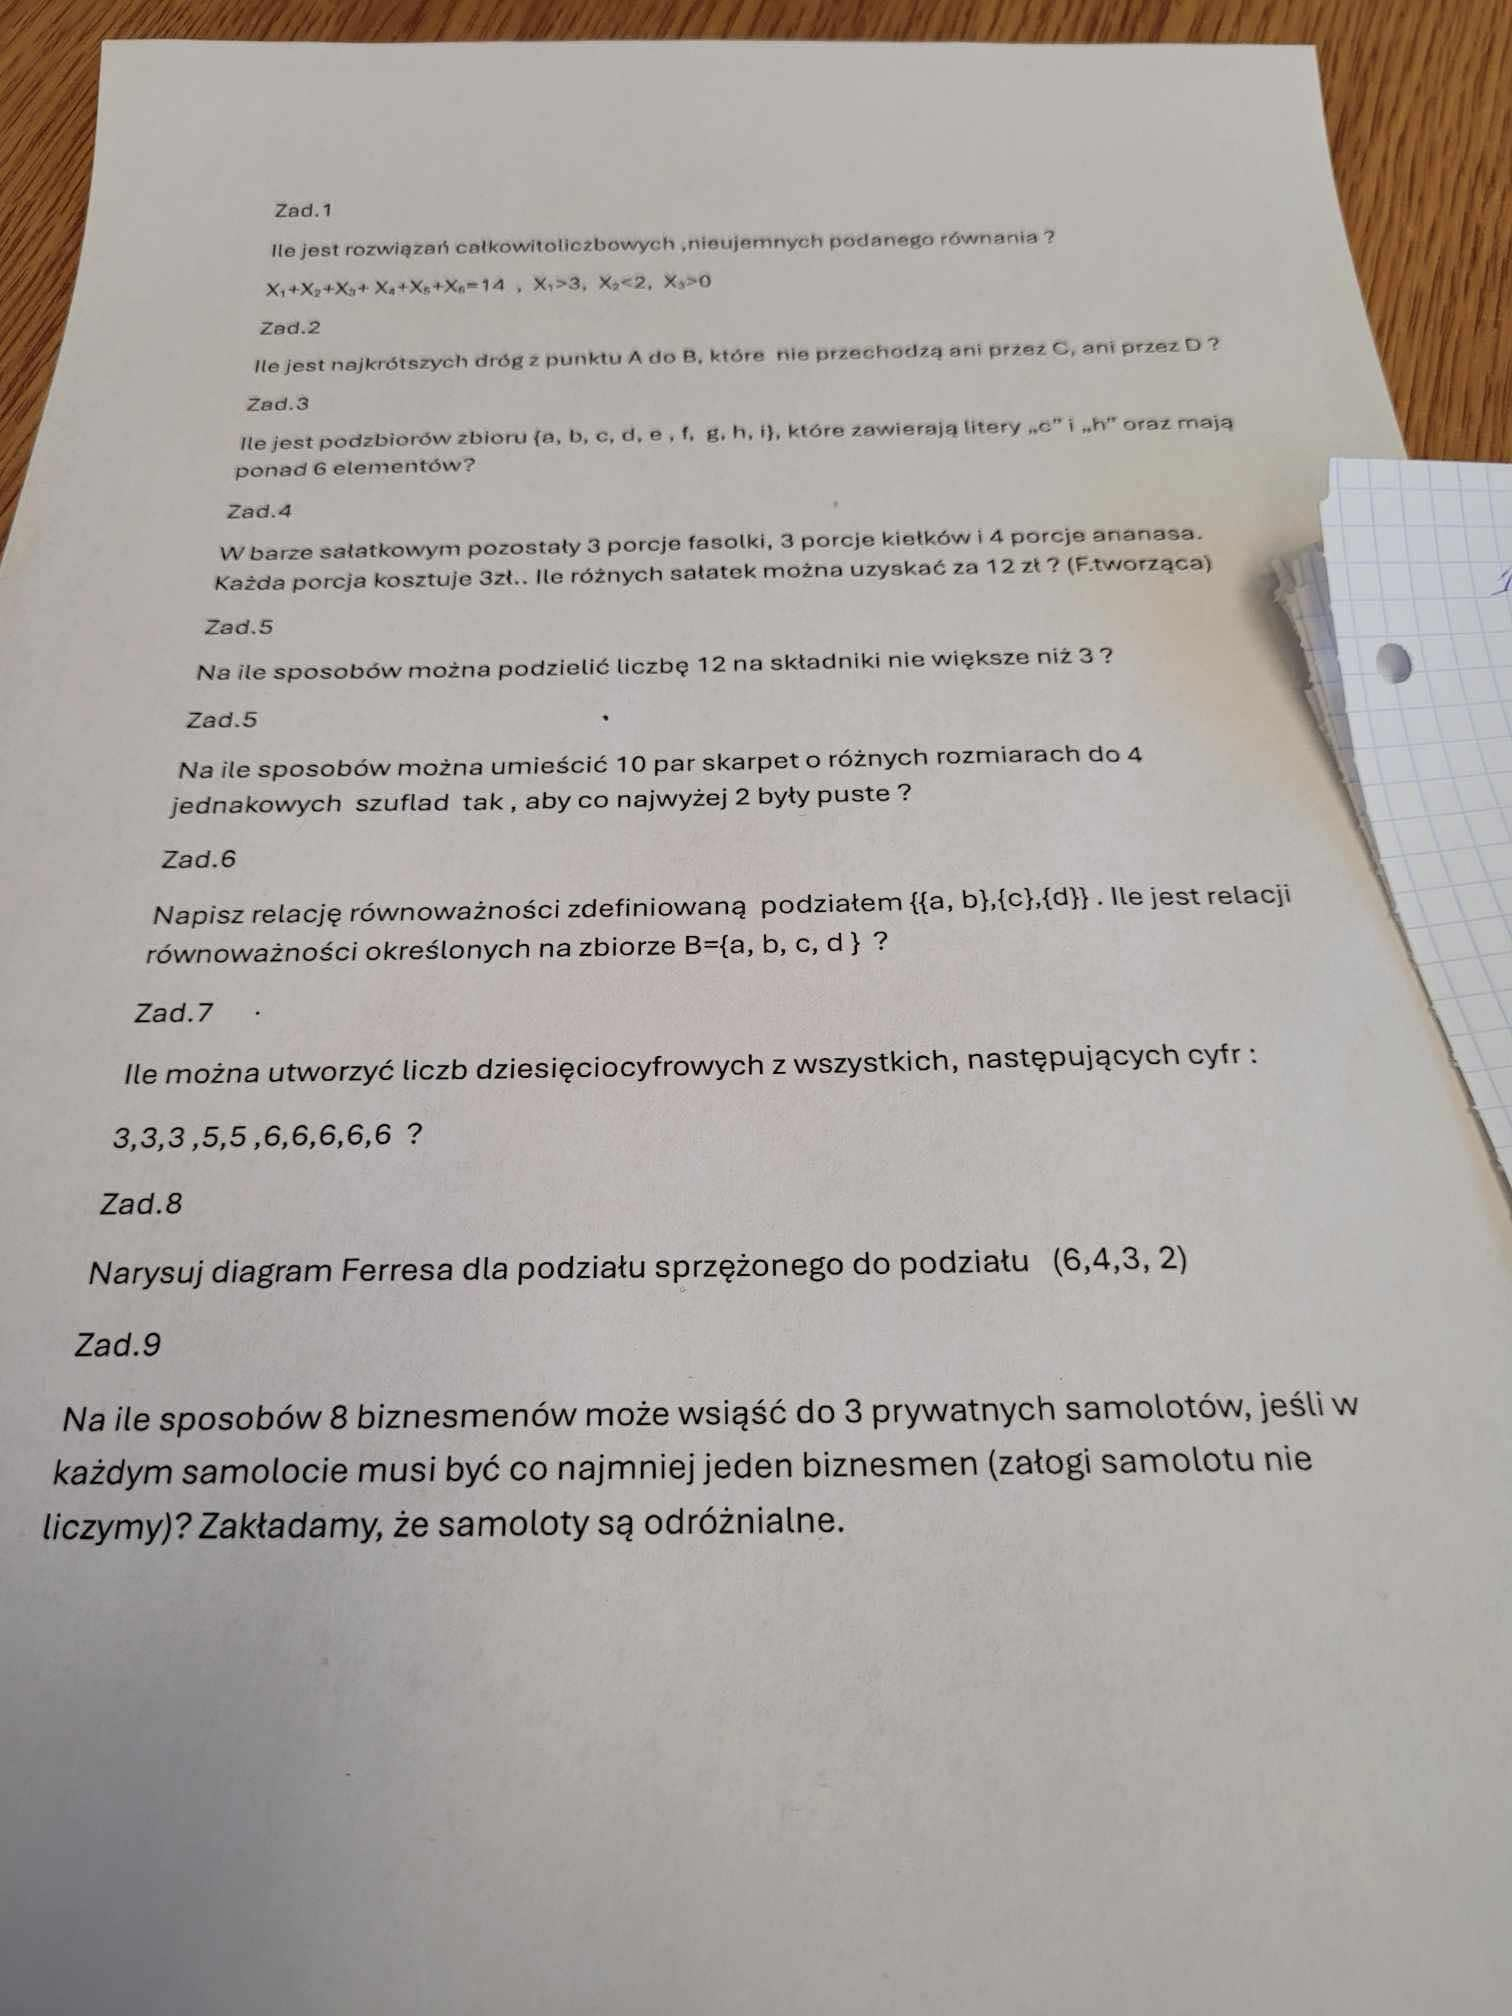 Zad.1
Ile jest rozwiązań całkowitoliczbowych ,nieujemnych podanego równania ?
X₁+X₂+X₃+ X₄+X₅+X₆=14 , X₁>3, X₂<2, X₃>0
Zad.2
Ile jest najkrótszych dróg z punktu A do B, które nie przechodzą ani przez C, ani przez D ?
Zad.3
Ile jest podzbiorów zbioru {a, b, c, d, e , f, g, h, i}, które zawierają litery „c” i „h” oraz mają
ponad 6 elementów?
Zad.4
W barze sałatkowym pozostały 3 porcje fasolki, 3 porcje kiełków i 4 porcje ananasa.
Każda porcja kosztuje 3zł.. Ile różnych sałatek można uzyskać za 12 zł ? (F.tworząca)
Zad.5
Na ile sposobów można podzielić liczbę 12 na składniki nie większe niż 3 ?
Zad.5
Na ile sposobów można umieścić 10 par skarpet o różnych rozmiarach do 4
jednakowych szuflad tak , aby co najwyżej 2 były puste ?
Zad.6
Napisz relację równoważności zdefiniowaną podziałem {{a, b},{c},{d}} . Ile jest relacji
równoważności określonych na zbiorze B={a, b, c, d } ?
Zad.7
Ile można utworzyć liczb dziesięciocyfrowych z wszystkich, następujących cyfr :
3,3,3 ,5,5 ,6,6,6,6,6 ?
Zad.8
Narysuj diagram Ferresa dla podziału sprzężonego do podziału (6,4,3, 2)
Zad.9
Na ile sposobów 8 biznesmenów może wsiąść do 3 prywatnych samolotów, jeśli w
każdym samolocie musi być co najmniej jeden biznesmen (załogi samolotu nie
liczymy)? Zakładamy, że samoloty są odróżnialne.